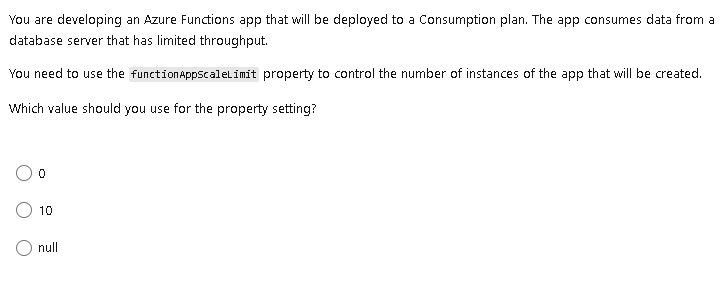 You are developing an Azure Functions app that will be deployed to a Consumption plan. The app consumes data from a
database server that has limited throughput.
You need to use the functionAppScaleLimit property to control the number of instances of the app that will be created.
Which value should you use for the property setting?
0
10
null